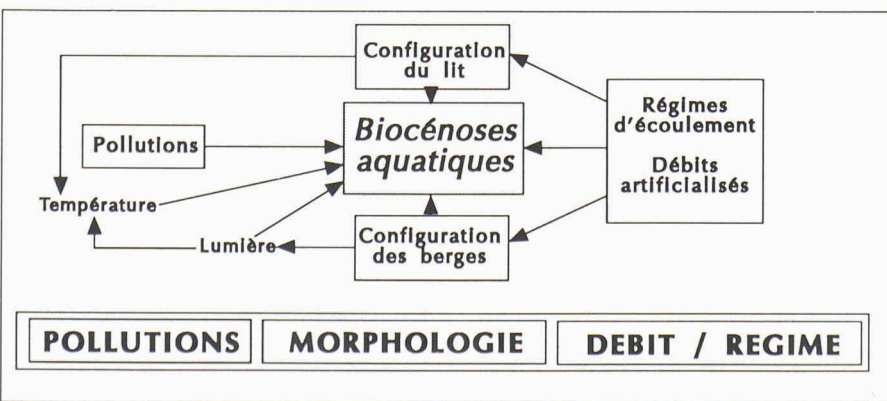 Configuration
du lit
Régimes
d'écoulement
Débits
artificialisés
Biocénoses
aquatiques
Pollutions
Température
Lumière
Configuration
des berges
POLLUTIONS
MORPHOLOGIE
DEBIT / REGIME